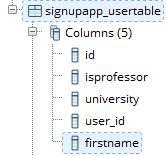 signupapp_usertable
Columns (5)
id
isprofessor
university
user_id
firstname